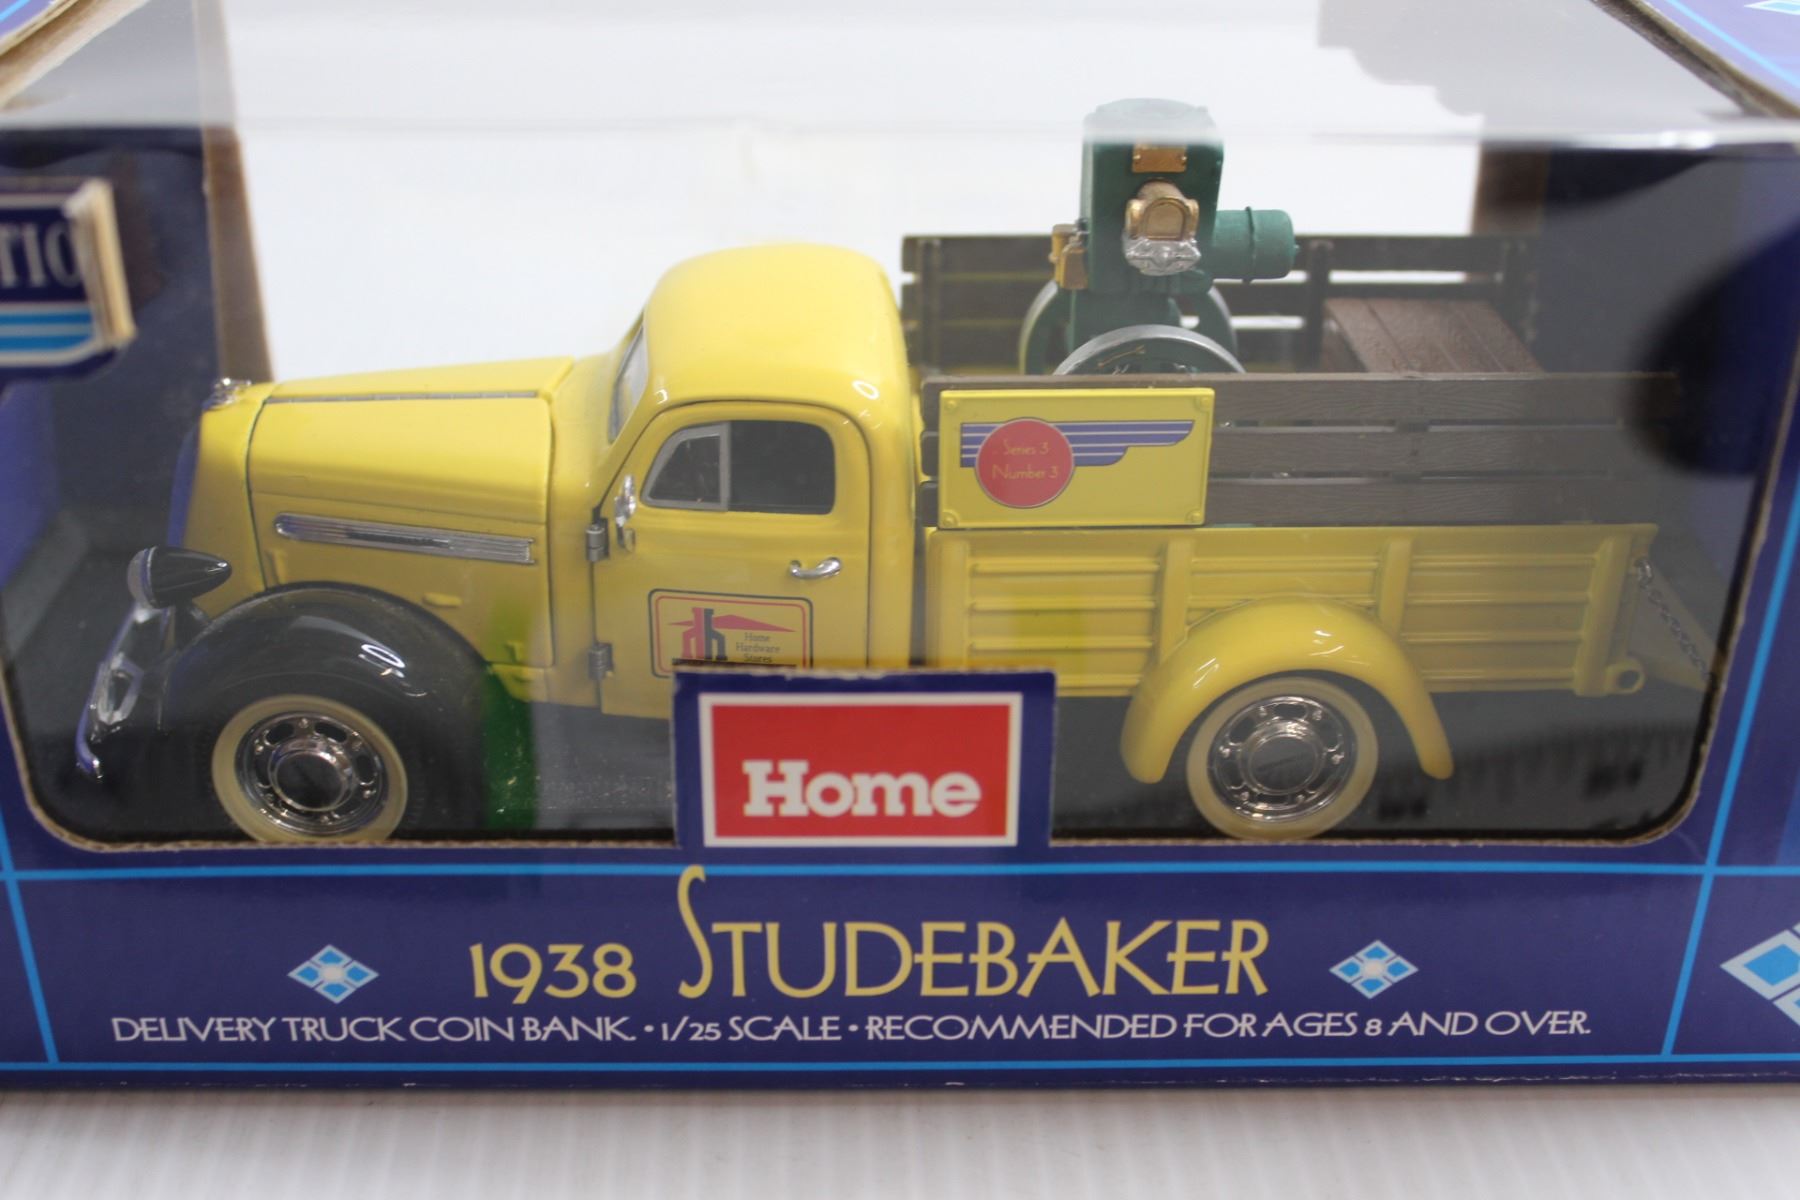 TIO
Series 3
Number 3
Home
Hardware
Stores
Home
1938 STUDEBAKER
DELIVERY TRUCK COIN BANK. • 1/25 SCALE • RECOMMENDED FOR AGES 8 AND OVER.